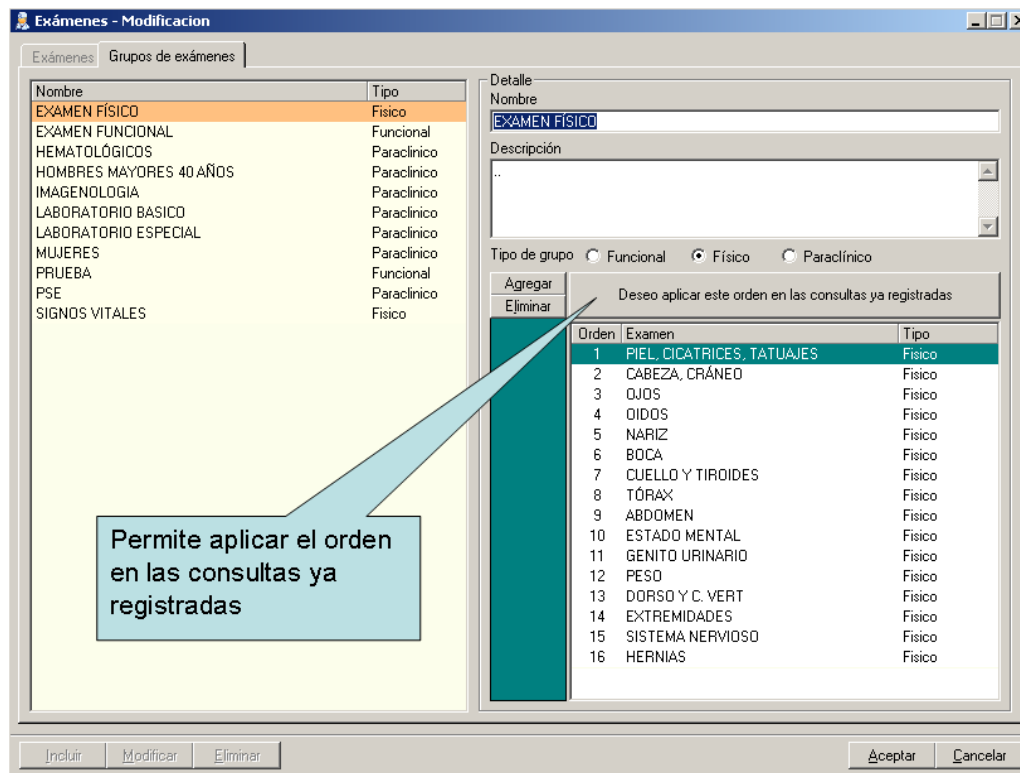 Exámenes - Modificacion
Exámenes Grupos de exámenes
Nombre Tipo
EXAMEN FÍSICO Fisico
EXAMEN FUNCIONAL Funcional
HEMATOLÓGICOS Paraclinico
HOMBRES MAYORES 40 AÑOS Paraclinico
IMAGENOLOGIA Paraclinico
LABORATORIO BASICO Paraclinico
LABORATORIO ESPECIAL Paraclinico
MUJERES Paraclinico
PRUEBA Funcional
PSE Paraclinico
SIGNOS VITALES Fisico
Detalle
Nombre
EXAMEN FÍSICO
Descripción
..
Tipo de grupo Funcional Físico Paraclínico
Agregar
Eliminar
Deseo aplicar este orden en las consultas ya registradas
Orden Examen Tipo
1 PIEL, CICATRICES, TATUAJES Fisico
2 CABEZA, CRÁNEO Fisico
3 OJOS Fisico
4 OIDOS Fisico
5 NARIZ Fisico
6 BOCA Fisico
7 CUELLO Y TIROIDES Fisico
8 TÓRAX Fisico
9 ABDOMEN Fisico
10 ESTADO MENTAL Fisico
11 GENITO URINARIO Fisico
12 PESO Fisico
13 DORSO Y C. VERT Fisico
14 EXTREMIDADES Fisico
15 SISTEMA NERVIOSO Fisico
16 HERNIAS Fisico
Permite aplicar el orden
en las consultas ya
registradas
Incluir Modificar Eliminar Aceptar Cancelar